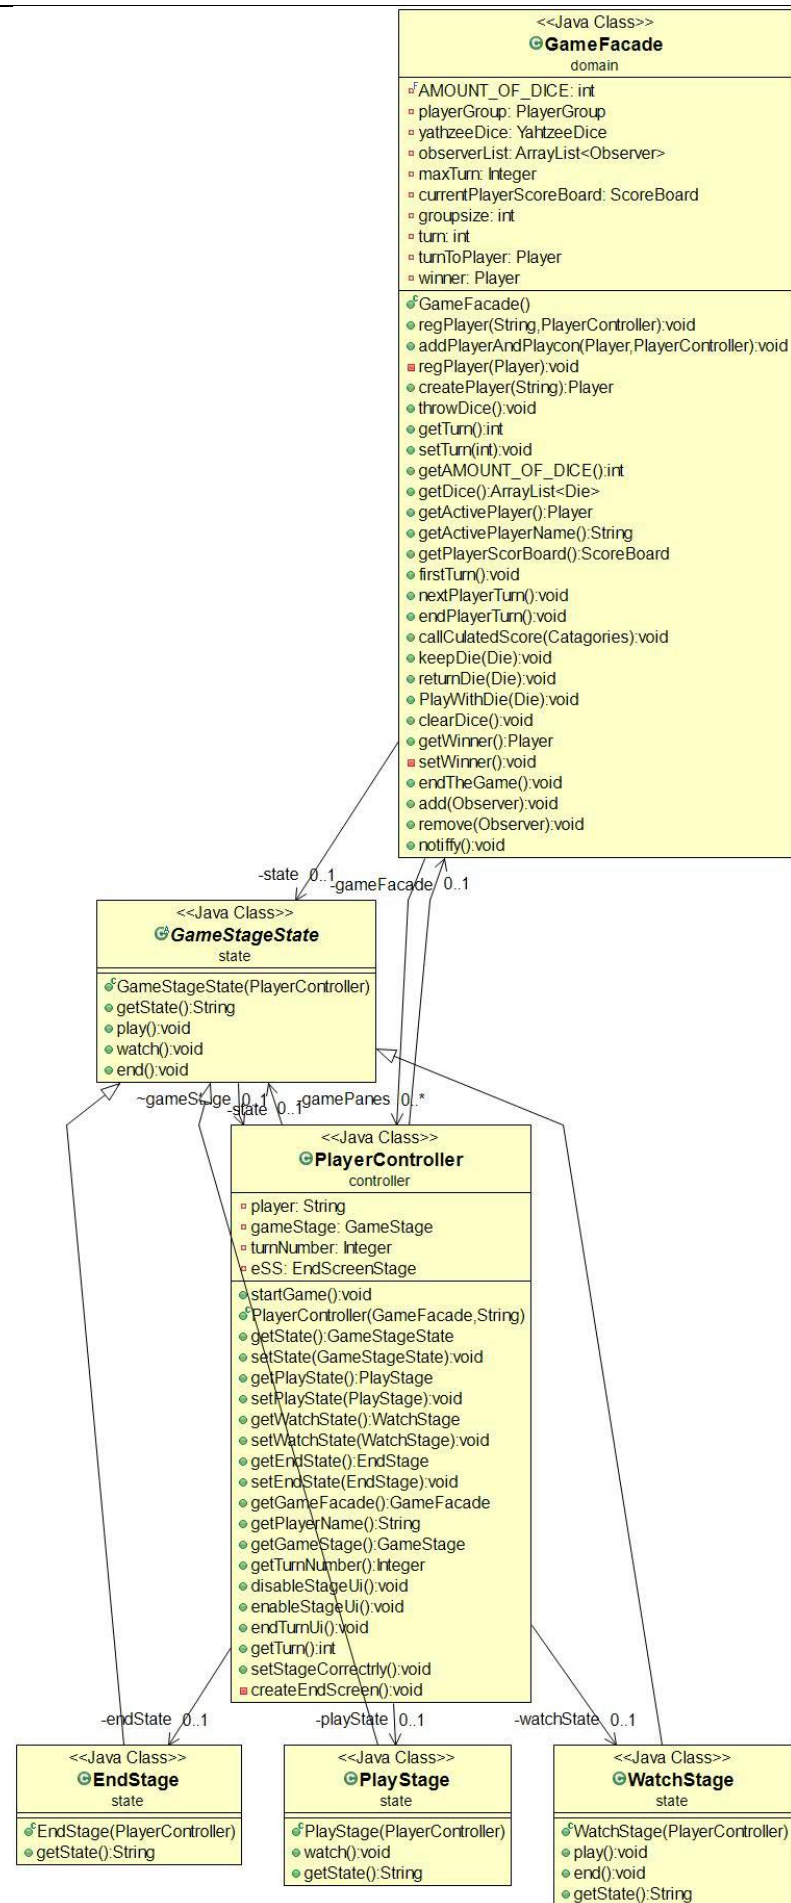 <<Java Class>>
GameFacade
domain
AMOUNT_OF_DICE: int
playerGroup: PlayerGroup
yathzeeDice: YahtzeeDice
observerList: ArrayList<Observer>
maxTurn: Integer
currentPlayerScoreBoard: ScoreBoard
groupsize: int
turn: int
turnToPlayer: Player
winner: Player
GameFacade()
regPlayer(String,PlayerController):void
addPlayerAndPlaycon(Player,PlayerController):void
regPlayer(Player):void
createPlayer(String):Player
throwDice():void
getTurn():int
setTurn(int):void
getAMOUNT_OF_DICE():int
getDice():ArrayList<Die>
getActivePlayer():Player
getActivePlayerName():String
getPlayerScorBoard():ScoreBoard
firstTurn():void
nextPlayerTurn():void
endPlayerTurn():void
callCulatedScore(Catagories):void
keepDie(Die):void
returnDie(Die):void
PlayWithDie(Die):void
clearDice():void
getWinner():Player
setWinner():void
endTheGame():void
add(Observer):void
remove(Observer):void
notiffy():void
-state 0..1
-gameFacade 0..1
<<Java Class>>
GameStageState
state
GameStageState(PlayerController)
getState():String
play():void
watch():void
end():void
~gameStage 0..1
-state 0..1
-gamePanes 0..*
<<Java Class>>
PlayerController
controller
player: String
gameStage: GameStage
turnNumber: Integer
eSS: EndScreenStage
startGame():void
PlayerController(GameFacade,String)
getState():GameStageState
setState(GameStageState):void
getPlayState():PlayStage
setPlayState(PlayStage):void
getWatchState():WatchStage
setWatchState(WatchStage):void
getEndState():EndStage
setEndState(EndStage):void
getGameFacade():GameFacade
getPlayerName():String
getGameStage():GameStage
getTurnNumber():Integer
disableStageUi():void
enableStageUi():void
endTurnUi():void
getTurn():int
setStageCorrectrly():void
createEndScreen():void
-endState 0..1
-playState 0..1
-watchState 0..1
<<Java Class>>
EndStage
state
EndStage(PlayerController)
getState():String
<<Java Class>>
PlayStage
state
PlayStage(PlayerController)
watch():void
getState():String
<<Java Class>>
WatchStage
state
WatchStage(PlayerController)
play():void
end():void
getState():String